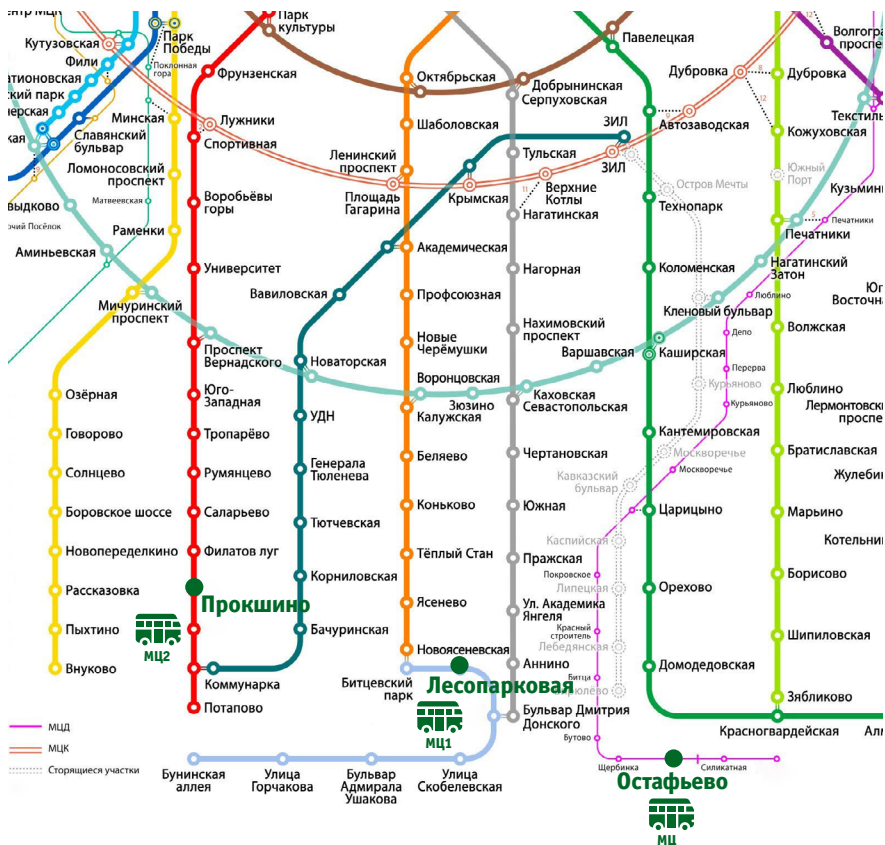 Парк
культуры
Павелецкая
Кутузовская
Парк
Победы
Поклонная
гора
Фили
Фрунзенская
Октябрьская
Добрынинская
Серпуховская
Дубровка
Дубровка
8
12
Минская
Лужники
Спортивная
Шаболовская
ЗИЛ
Автозаводская
9
Кожуховская
Славянский
бульвар
Ломоносовский
проспект
Ленинский
проспект
Тульская
ЗИЛ
Южный
Порт
Матвеевская
Воробьёвы
горы
Площадь
Гагарина
Крымская
11
Верхние
Котлы
Нагатинская
Остров Мечты
Технопарк
Раменки
5
Печатники
Печатники
Аминьевская
Университет
Академическая
Нагорная
Коломенская
Нагатинский
Затон
Мичуринский
проспект
Вавиловская
Профсоюзная
Люблино
Кленовый бульвар
Проспект
Вернадского
Новаторская
Новые
Черёмушки
Нахимовский
проспект
Варшавская
Каширская
Депо
Волжская
Воронцовская
Перерва
Озёрная
Юго-
Западная
Зюзино
Каховская
Севастопольская
Курьяново
Курьяново
Люблино
УДН
Калужская
Говорово
Тропарёво
Кантемировская
Чертановская
Москворечье
Москворечье
Братиславская
Солнцево
Румянцево
Генерала
Тюленева
Беляево
Кавказский
бульвар
Боровское шоссе
Саларьево
Тютчевская
Коньково
Южная
Царицыно
Марьино
Новопеределкино
Филатов луг
Тёплый Стан
Пражская
Каспийская
Рассказовка
Прокшино
Корниловская
Ясенево
Ул. Академика
Янгеля
Покровское
Липецкая
Орехово
Борисово
Пыхтино
МЦ2
Бачуринская
Новоясеневская
Красный
строитель
Лебедянская
Шипиловская
Внуково
Коммунарка
Битцевский
парк
Лесопарковая
Аннино
Битца
Домодедовская
Потапово
МЦ1
Бульвар Дмитрия
Донского
Бутово
Зябликово
Красногвардейская
МЦД
МЦК
Сторящиеся участки
Бунинская
аллея
Улица
Горчакова
Бульвар
Адмирала
Ушакова
Улица
Скобелевская
Щербинка
Остафьево
Силикатная
МЦ